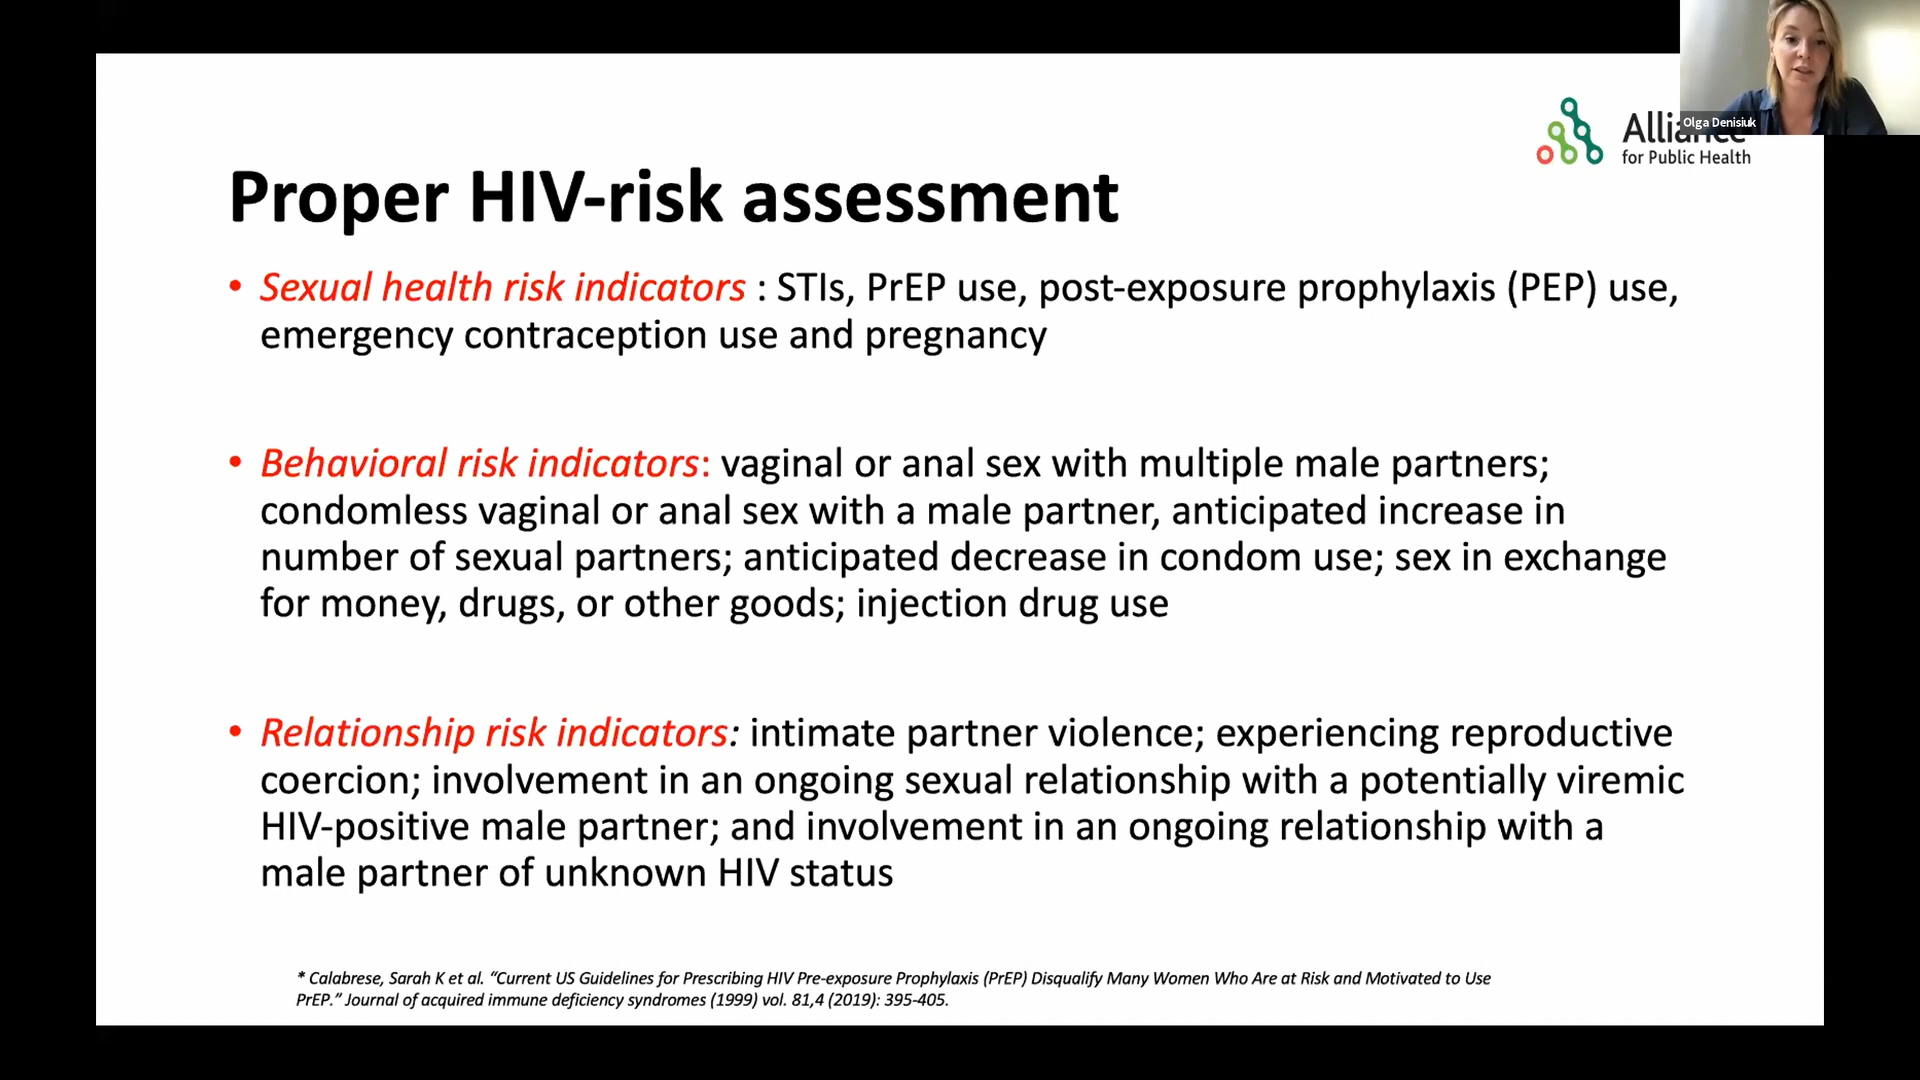 Olga Denisiuk
Alliance
for Public Health
Proper HIV-risk assessment
• Sexual health risk indicators : STIs, PrEP use, post-exposure prophylaxis (PEP) use,
emergency contraception use and pregnancy
• Behavioral risk indicators: vaginal or anal sex with multiple male partners;
condomless vaginal or anal sex with a male partner, anticipated increase in
number of sexual partners; anticipated decrease in condom use; sex in exchange
for money, drugs, or other goods; injection drug use
• Relationship risk indicators: intimate partner violence; experiencing reproductive
coercion; involvement in an ongoing sexual relationship with a potentially viremic
HIV-positive male partner; and involvement in an ongoing relationship with a
male partner of unknown HIV status
* Calabrese, Sarah K et al. “Current US Guidelines for Prescribing HIV Pre-exposure Prophylaxis (PrEP) Disqualify Many Women Who Are at Risk and Motivated to Use
PrEP.” Journal of acquired immune deficiency syndromes (1999) vol. 81,4 (2019): 395-405.